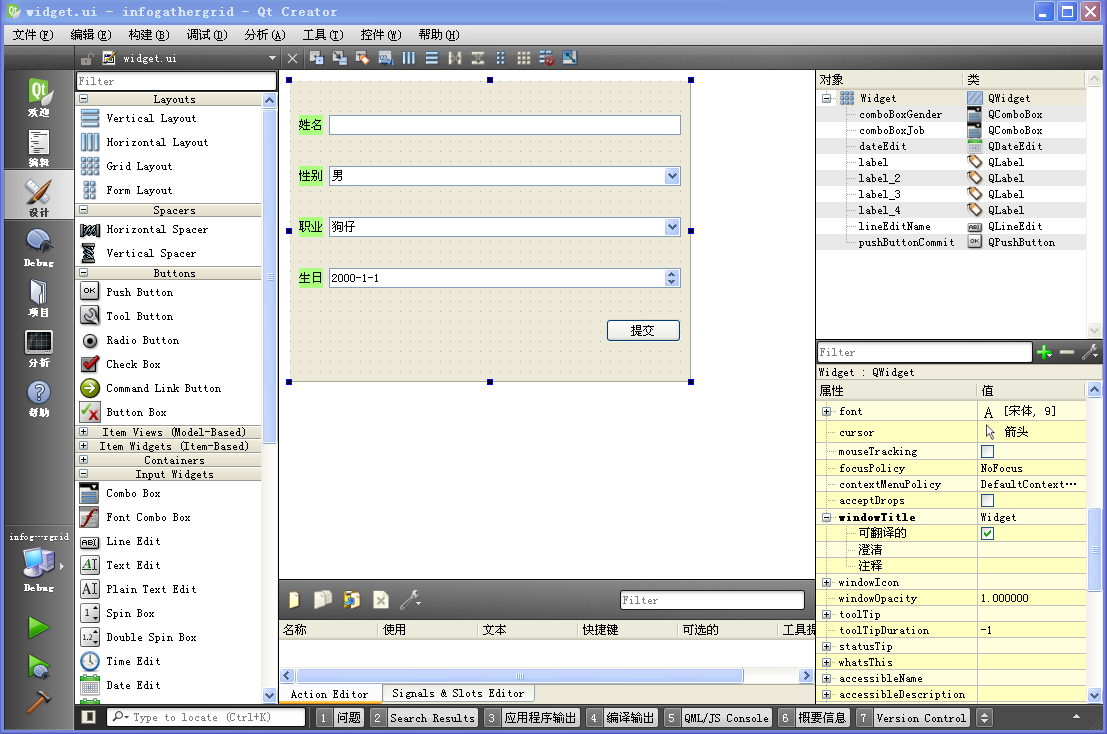 widget.ui - infogathergrid - Qt Creator
文件(F) 编辑(E) 构建(B) 调试(D) 分析(A) 工具(T) 控件(W) 帮助(H)
widget.ui
Qt
欢迎
编辑
设计
Debug
项目
分析
帮助
infog···rgrid
Debug
Filter
Layouts
Vertical Layout
Horizontal Layout
Grid Layout
Form Layout
Spacers
Horizontal Spacer
Vertical Spacer
Buttons
OK Push Button
Tool Button
Radio Button
Check Box
Command Link Button
Button Box
Item Views (Model-Based)
Item Widgets (Item-Based)
Containers
Input Widgets
Combo Box
Font Combo Box
ABI Line Edit
AI Text Edit
AI Plain Text Edit
1 Spin Box
1.2 Double Spin Box
Time Edit
Date Edit
姓名
性别 男
职业 狗仔
生日 2000-1-1
提交
Filter
名称 使用 文本 快捷键 可选的 工具提
Action Editor Signals & Slots Editor
对象 类
Widget QWidget
comboBoxGender QComboBox
comboBoxJob QComboBox
dateEdit QDateEdit
label QLabel
label_2 QLabel
label_3 QLabel
label_4 QLabel
lineEditName ABI QLineEdit
pushButtonCommit OK QPushButton
Filter
Widget : QWidget
属性 值
font A [宋体, 9]
cursor 箭头
mouseTracking
focusPolicy NoFocus
contextMenuPolicy DefaultContext···
acceptDrops
windowTitle Widget
可翻译的
澄清
注释
windowIcon
windowOpacity 1.000000
toolTip
toolTipDuration -1
statusTip
whatsThis
accessibleName
accessibleDescription
Type to locate (Ctrl+K) 1 问题 2 Search Results 3 应用程序输出 4 编译输出 5 QML/JS Console 6 概要信息 7 Version Control